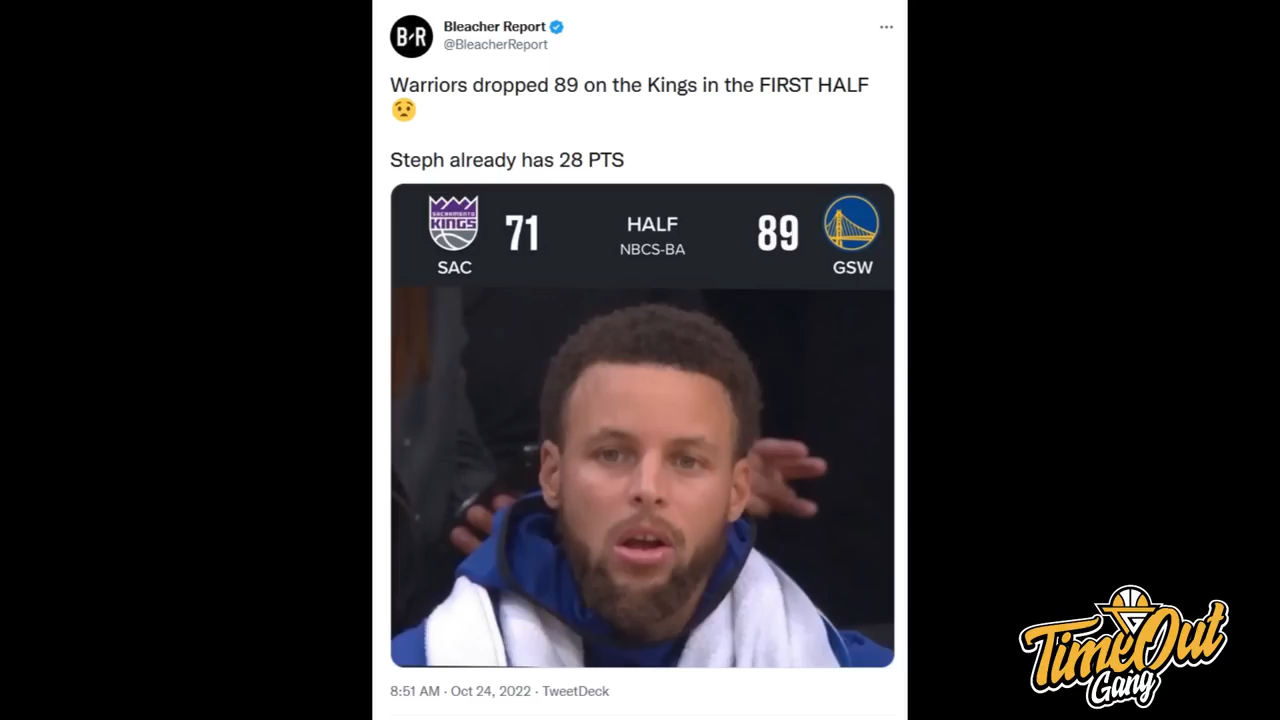 B/R
Bleacher Report
@BleacherReport
Warriors dropped 89 on the Kings in the FIRST HALF
😟
Steph already has 28 PTS
SACRAMENTO
KINGS
71
HALF
89
NBCS-BA
SAC
GSW
8:51 AM · Oct 24, 2022 · TweetDeck
TimeOut
Gang